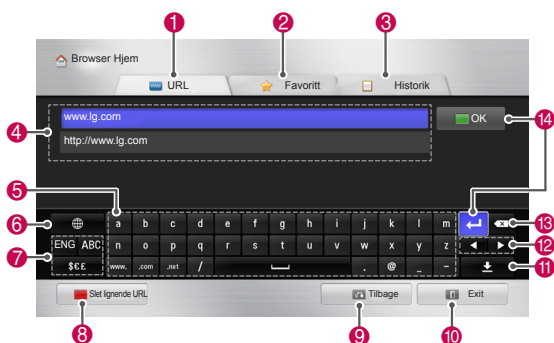 1 2 3
Browser Hjem
URL Favoritt Historik
4 www.lg.com OK 14
http://www.lg.com
5
6 a b c d e f g h i j k l m 13
7 ENG ABC n o p q r s t u v w x y z 12
$€£ www. .com .net / . @ _ - 11
Slet lignende URL Tilbage Exit
8 9 10